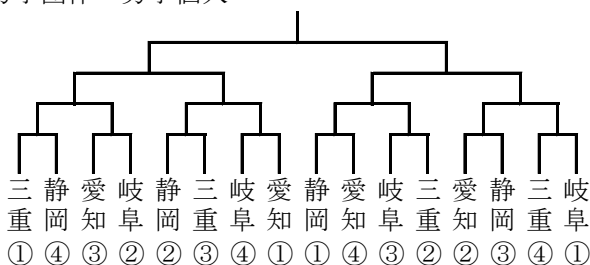 三重①
静岡④
愛知③
岐阜②
静岡②
三重③
岐阜④
愛知①
静岡①
愛知④
岐阜③
三重②
愛知②
静岡③
三重④
岐阜①